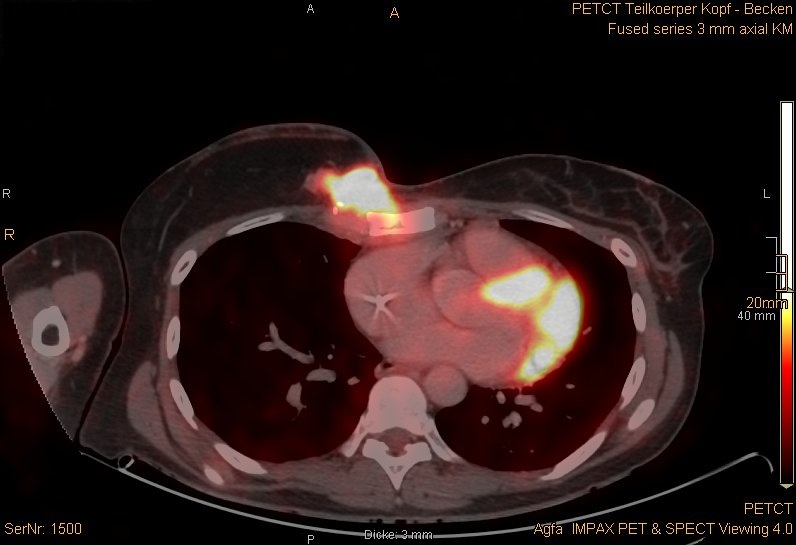 A
A
PETCT Teilkoerper Kopf - Becken
Fused series 3 mm axial KM
R
L
R
20mm
40 mm
PETCT
SerNr: 1500
Dicke: 3 mm
Agfa IMPAX PET & SPECT Viewing 4.0
P